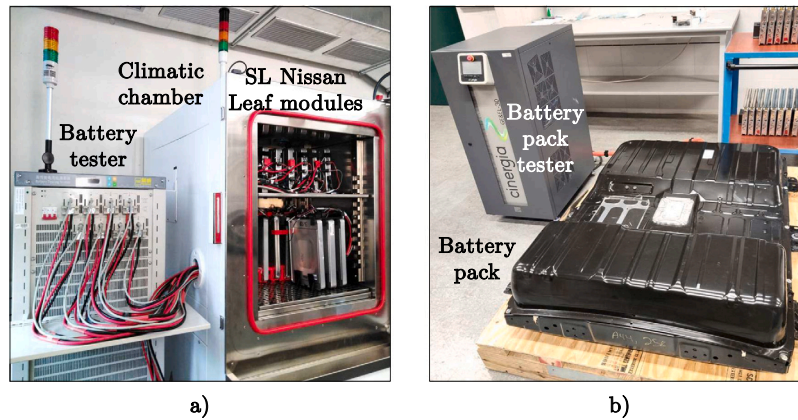 Climatic
chamber
SL Nissan
Leaf modules
Battery
tester
a)
Battery
pack
tester
cinergia
Battery
pack
b)